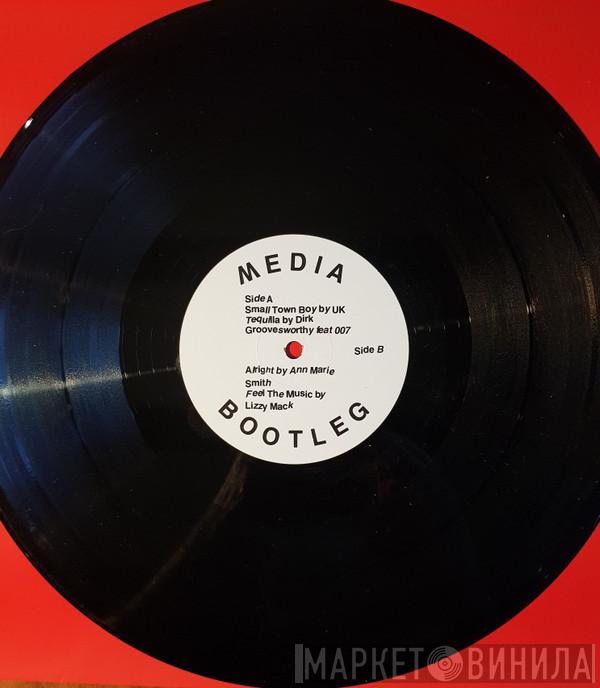 MEDIA
Side A
Small Town Boy by UK
Tequilla by Dirk
Groovesworthy feat 007
Side B
Alright by Ann Marie
Smith
Feel The Music by
Lizzy Mack
BOOTLEG
МАРКЕТ ВИНИЛА